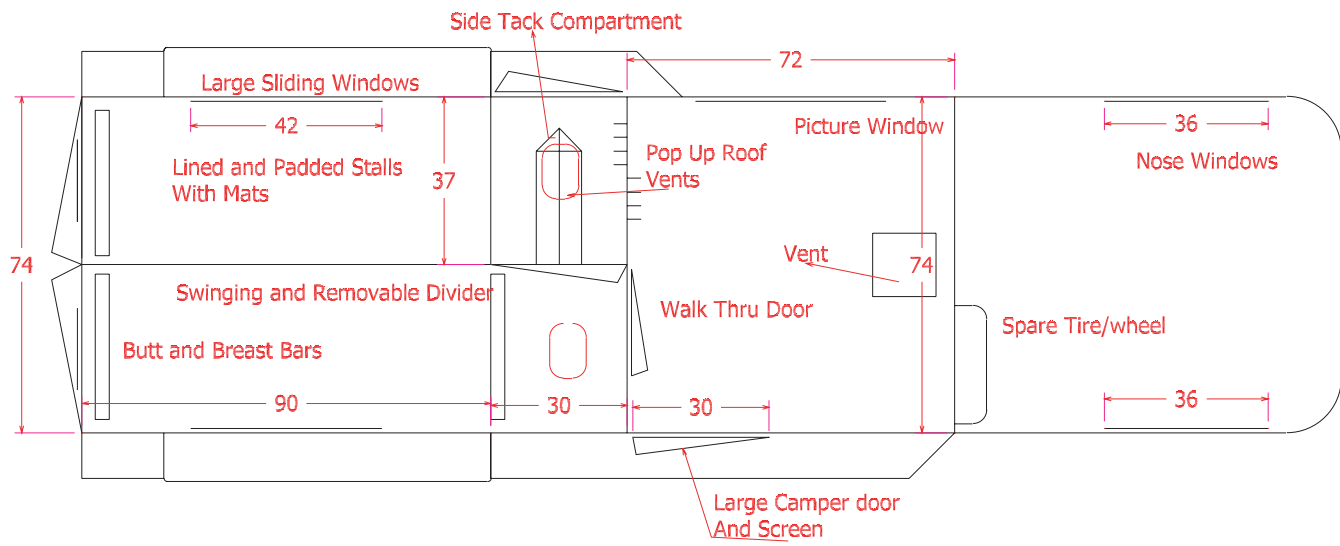 Side Tack Compartment
72
Large Sliding Windows
42
Picture Window
36
Lined and Padded Stalls
With Mats
37
Pop Up Roof
Vents
Nose Windows
74
Vent
74
Swinging and Removable Divider
Walk Thru Door
Spare Tire/wheel
Butt and Breast Bars
90
30
30
36
Large Camper door
And Screen